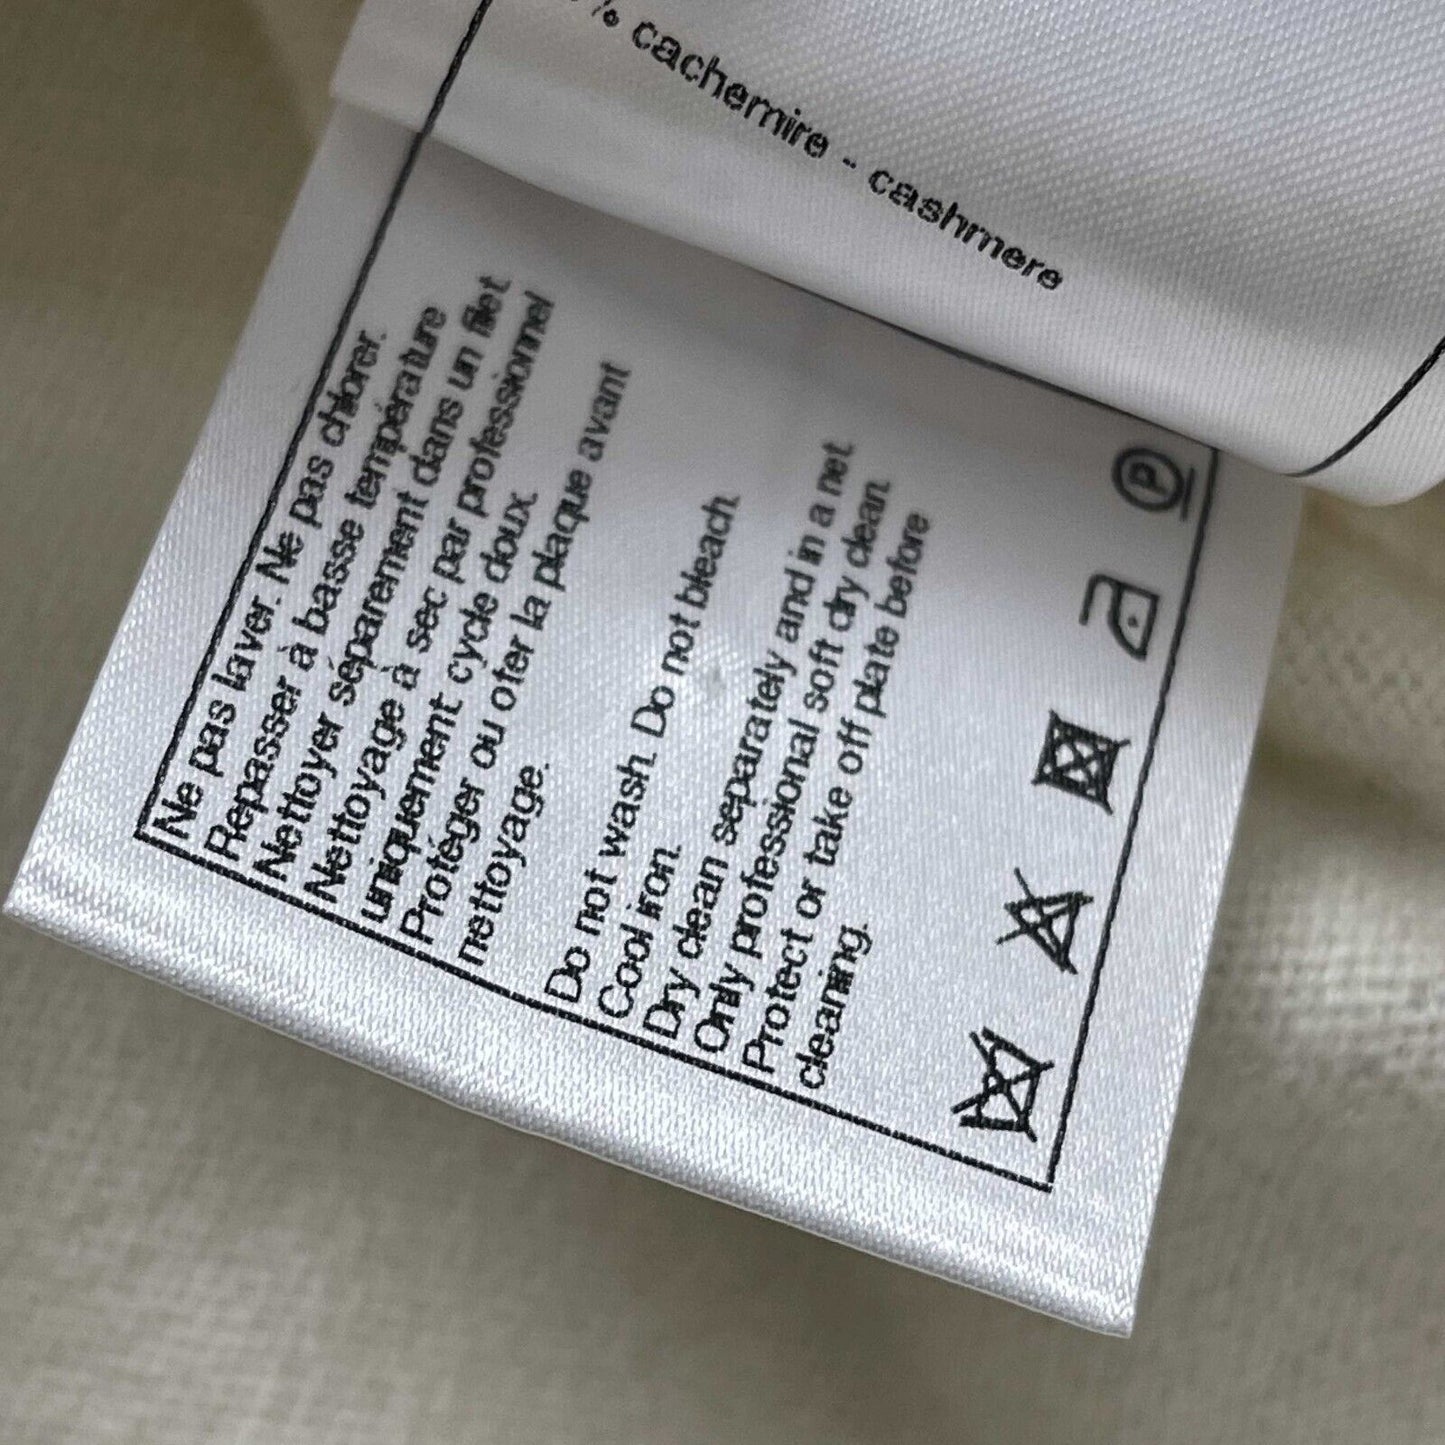 % cachemire - cashmere
Ne pas laver. Ne pas chlorer.
Repasser à basse température
Nettoyer séparement dans un filet
Nettoyage à sec par professionnel
uniquement cycle doux.
Protéger ou oter la plaque avant
nettoyage.
Do not wash. Do not bleach.
Cool iron.
Dry clean separately and in a net
Only professional soft dry clean.
Protect or take off plate before
cleaning.
P